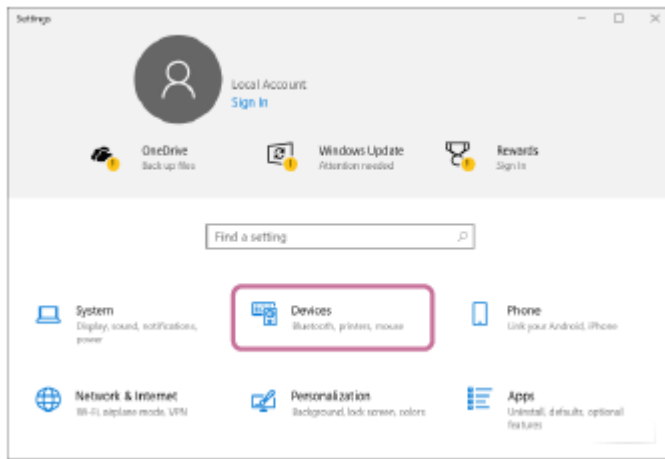 Settings
Local Account
Sign In
OneDrive
Back up files
Windows Update
Attention needed
Rewards
Sign In
Find a setting
System
Display, sound, notifications,
power
Devices
Bluetooth, printers, mouse
Phone
Link your Android, iPhone
Network & Internet
Wi-Fi, airplane mode, VPN
Personalization
Background, lock screen, colors
Apps
Uninstall, defaults, optional
features